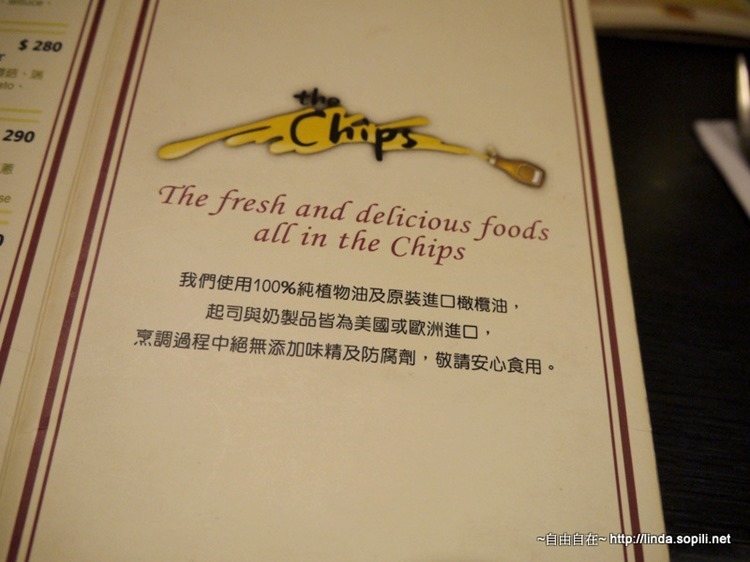 $ 280
290
the
Chips
The fresh and delicious foods
all in the Chips
我們使用100%純植物油及原裝進口橄欖油，
起司與奶製品皆為美國或歐洲進口，
烹調過程中絕無添加味精及防腐劑，敬請安心食用。
~自由自在~ http://linda.sopili.net